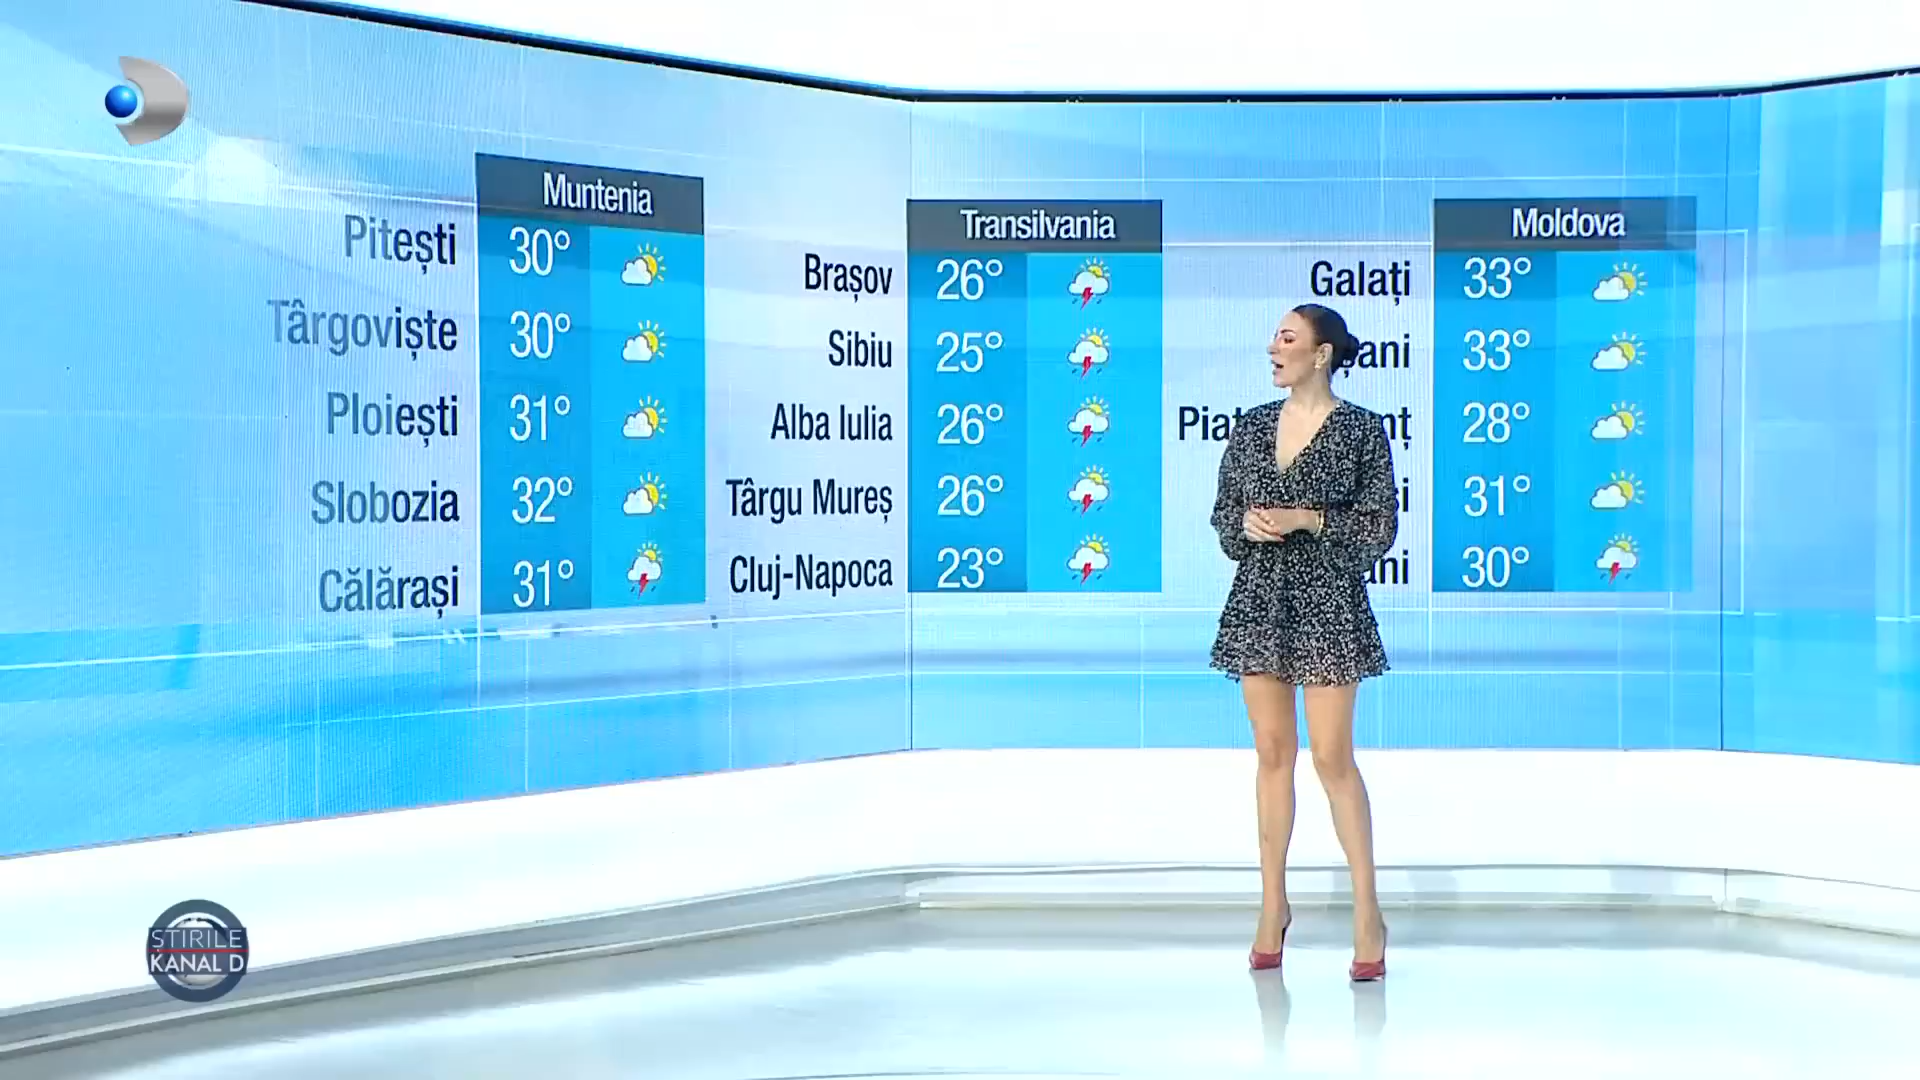 Muntenia
Pitești 30°
Târgoviște 30°
Ploiești 31°
Slobozia 32°
Călărași 31°
Transilvania
Brașov 26°
Sibiu 25°
Alba Iulia 26°
Târgu Mureș 26°
Cluj-Napoca 23°
Moldova
Galați 33°
33°
28°
31°
30°
ȘTIRILE
KANAL D